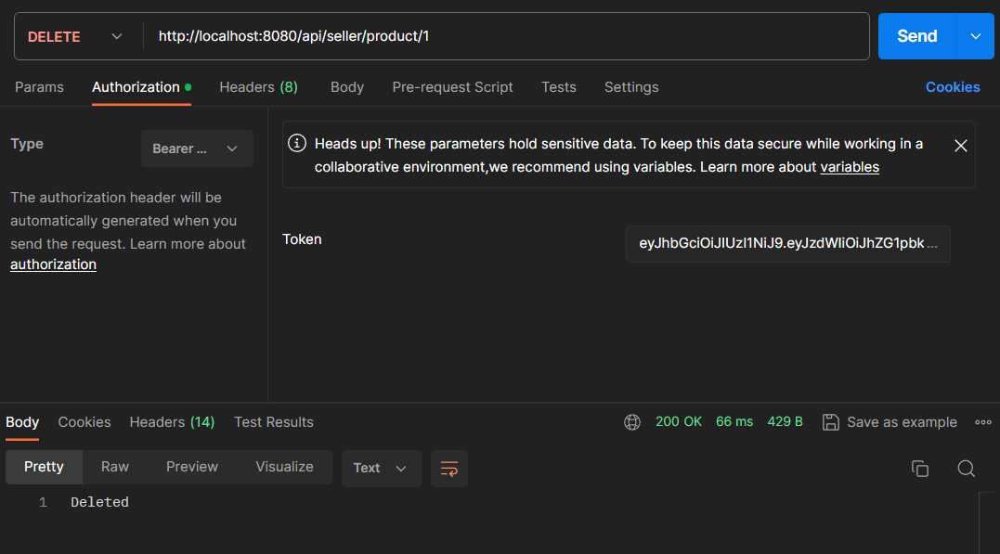 DELETE http://localhost:8080/api/seller/product/1 Send
Params Authorization Headers (8) Body Pre-request Script Tests Settings Cookies
Type Bearer ...
The authorization header will be
automatically generated when you
send the request. Learn more about
authorization
Heads up! These parameters hold sensitive data. To keep this data secure while working in a
collaborative environment,we recommend using variables. Learn more about variables
Token eyJhbGciOiJIUzI1NiJ9.eyJzdWIiOiJhZG1pbk ...
Body Cookies Headers (14) Test Results 200 OK 66 ms 429 B Save as example
Pretty Raw Preview Visualize Text
1 Deleted